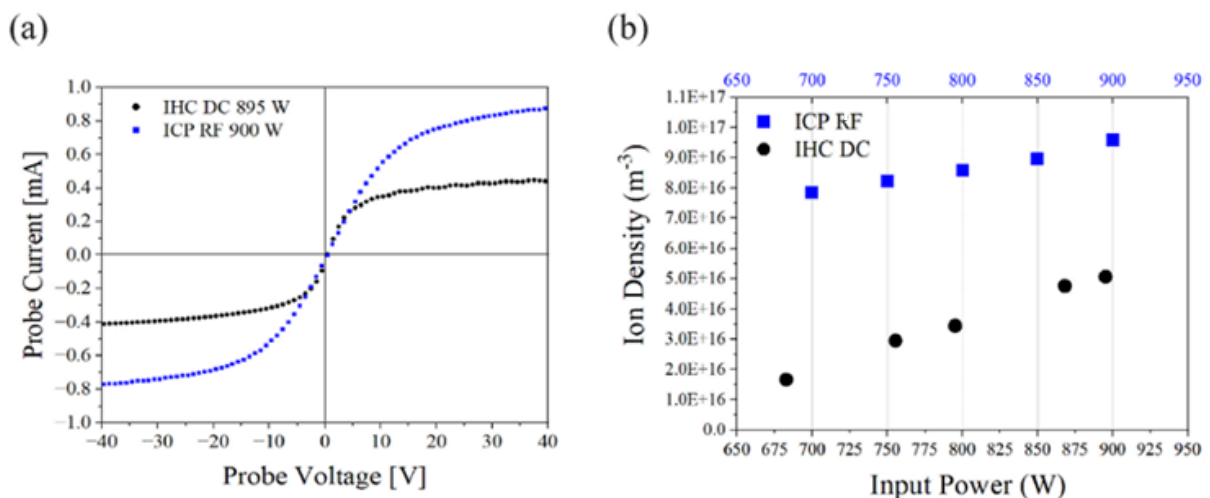 (a)
(b)
IHC DC 895 W
ICP RF 900 W
1.0
0.8
0.6
0.4
0.2
0.0
−0.2
−0.4
−0.6
−0.8
−1.0
−40 −30 −20 −10 0 10 20 30 40
Probe Current [mA]
Probe Voltage [V]
650 700 750 800 850 900 950
ICP RF
IHC DC
1.1E+17
1.0E+17
9.0E+16
8.0E+16
7.0E+16
6.0E+16
5.0E+16
4.0E+16
3.0E+16
2.0E+16
1.0E+16
0.0
650 675 700 725 750 775 800 825 850 875 900 925 950
Ion Density (m⁻³)
Input Power (W)